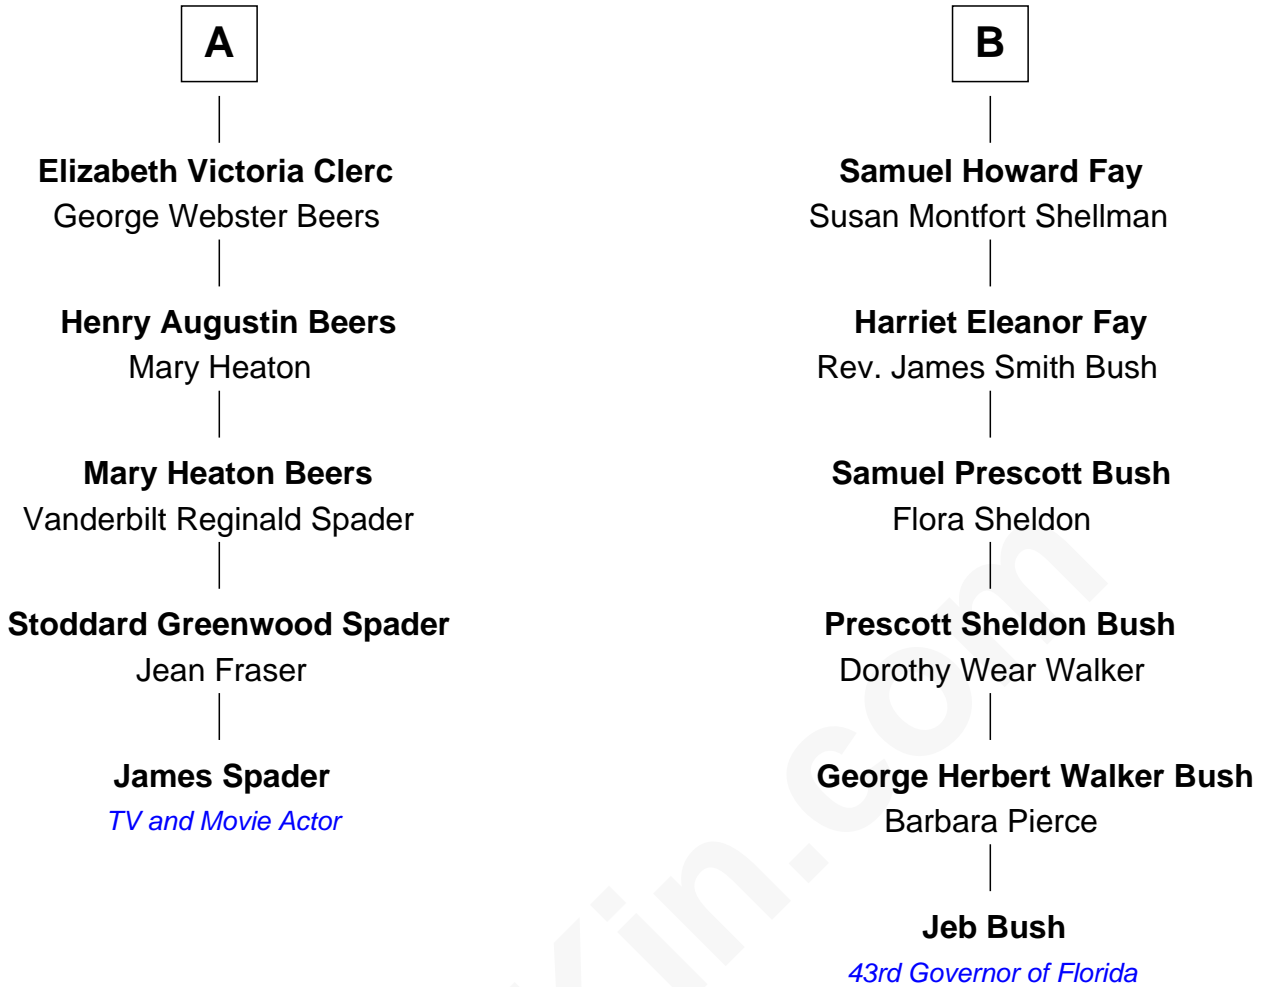 A
Elizabeth Victoria Clerc
George Webster Beers
Henry Augustin Beers
Mary Heaton
Mary Heaton Beers
Vanderbilt Reginald Spader
Stoddard Greenwood Spader
Jean Fraser
James Spader
TV and Movie Actor
B
Samuel Howard Fay
Susan Montfort Shellman
Harriet Eleanor Fay
Rev. James Smith Bush
Samuel Prescott Bush
Flora Sheldon
Prescott Sheldon Bush
Dorothy Wear Walker
George Herbert Walker Bush
Barbara Pierce
Jeb Bush
43rd Governor of Florida
Kin.com